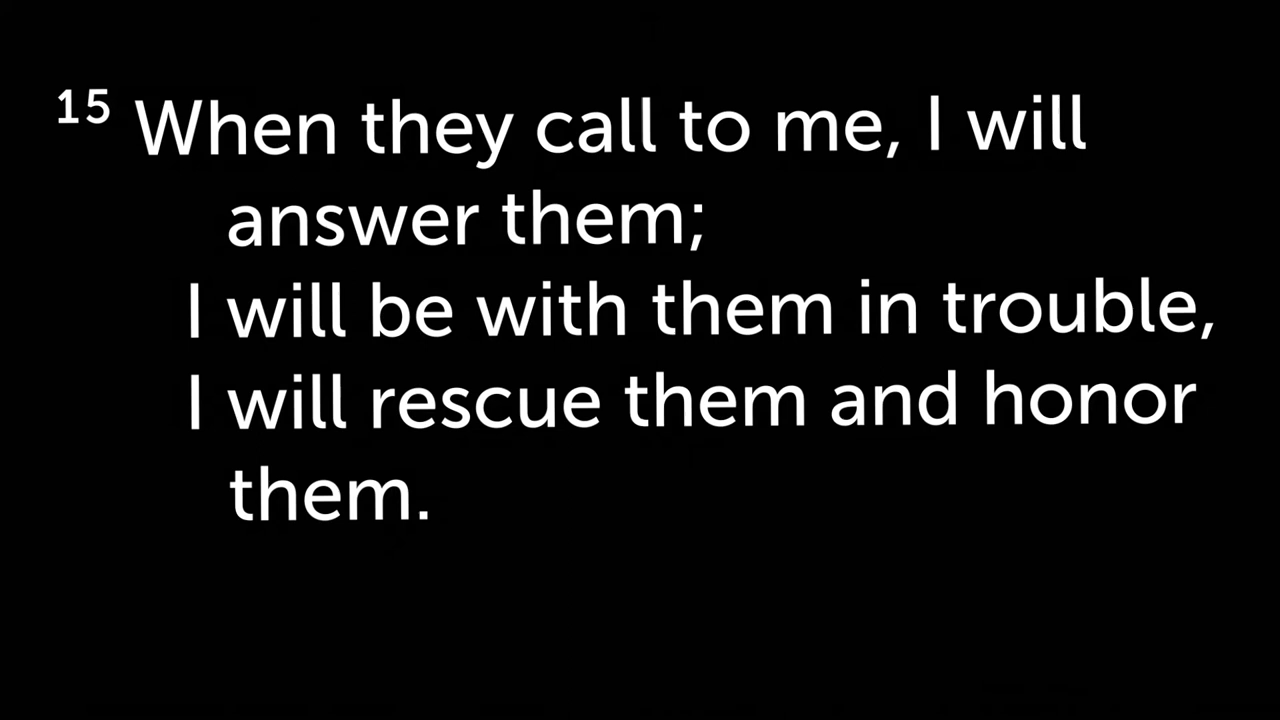 15 When they call to me, I will
answer them;
I will be with them in trouble,
I will rescue them and honor
them.